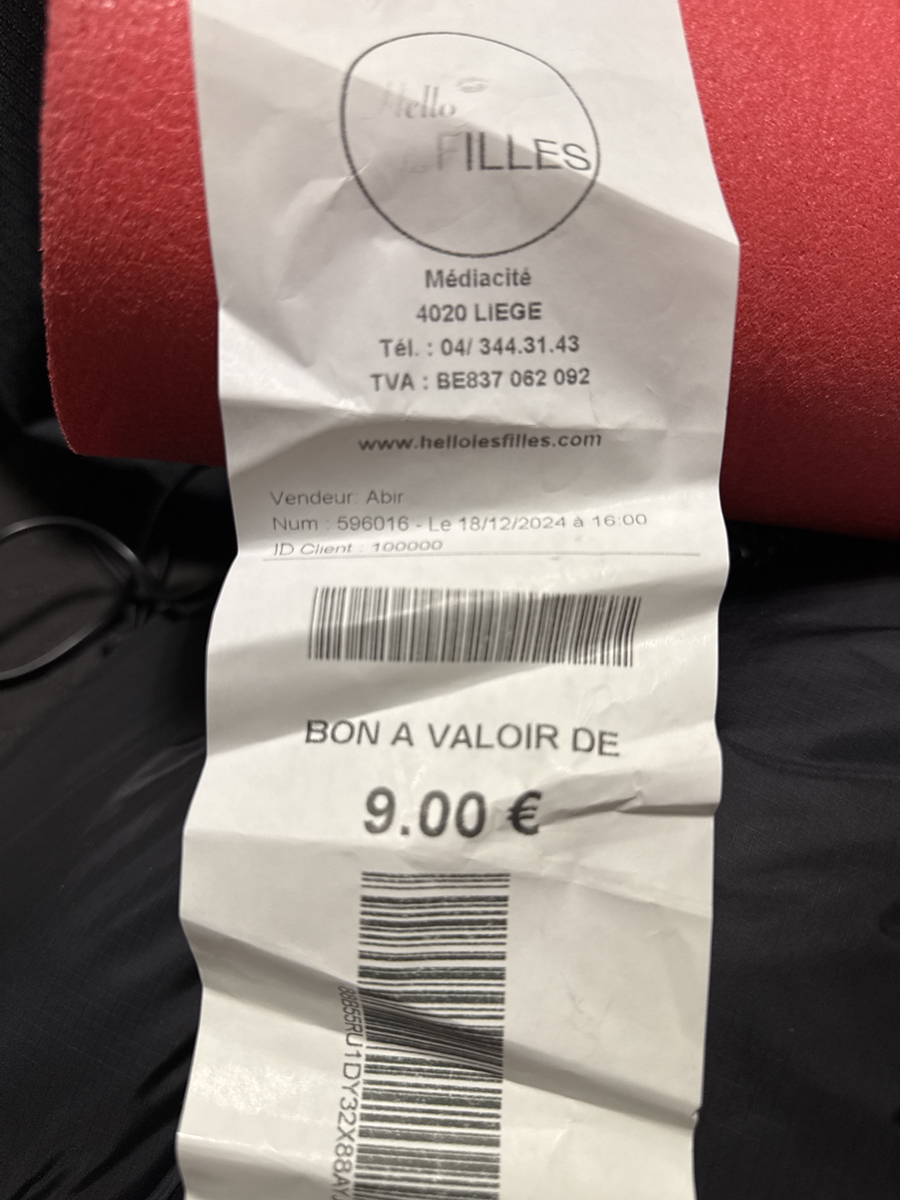 Hello
FILLES
Médiacité
4020 LIEGE
Tél. : 04/ 344.31.43
TVA : BE837 062 092
www.hellolesfilles.com
Vendeur: Abir
Num : 596016 - Le 18/12/2024 à 16:00
ID Client : 100000
BON A VALOIR DE
9.00 €